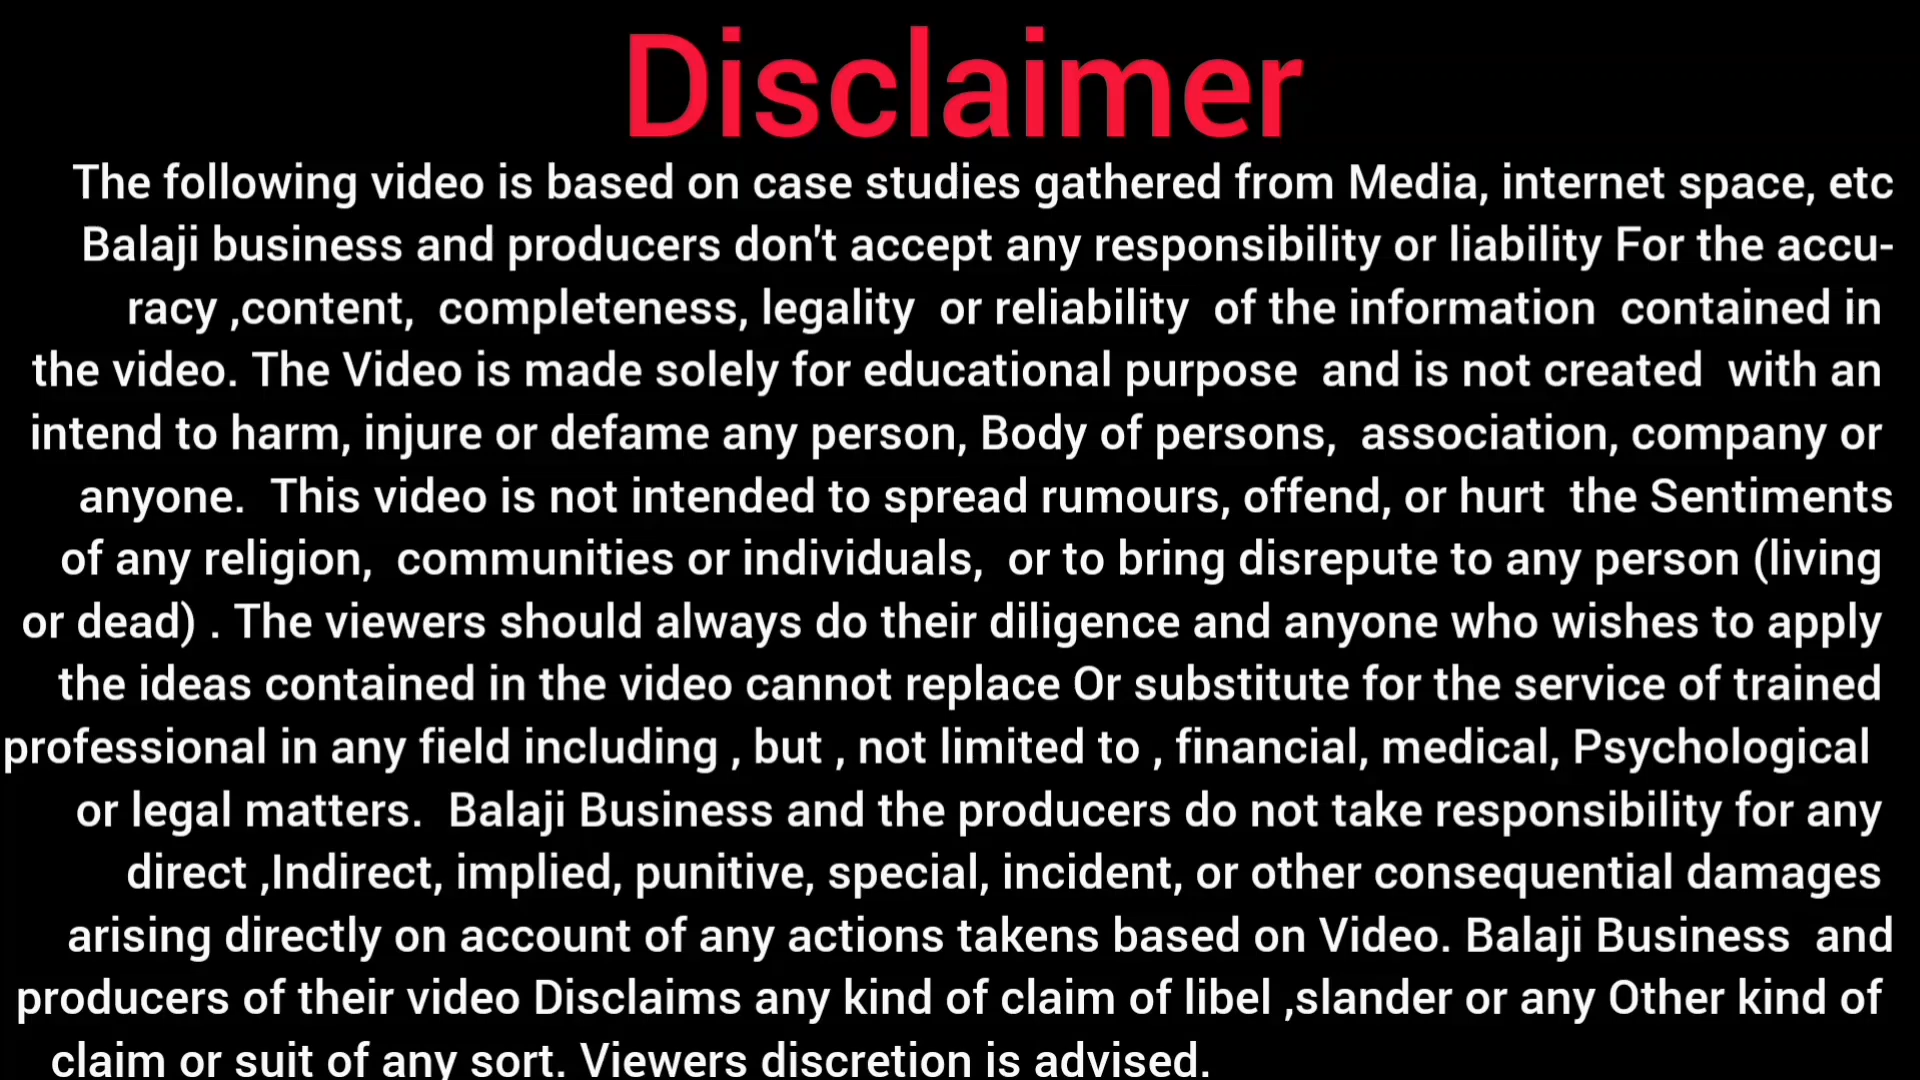 Disclaimer
The following video is based on case studies gathered from Media, internet space, etc
Balaji business and producers don't accept any responsibility or liability For the accu-
racy ,content,  completeness, legality  or reliability  of the information  contained in
the video. The Video is made solely for educational purpose  and is not created  with an
intend to harm, injure or defame any person, Body of persons,  association, company or
anyone.  This video is not intended to spread rumours, offend, or hurt  the Sentiments
of any religion,  communities or individuals,  or to bring disrepute to any person (living
or dead) . The viewers should always do their diligence and anyone who wishes to apply
the ideas contained in the video cannot replace Or substitute for the service of trained
professional in any field including , but , not limited to , financial, medical, Psychological
or legal matters.  Balaji Business and the producers do not take responsibility for any
direct ,Indirect, implied, punitive, special, incident, or other consequential damages
arising directly on account of any actions takens based on Video. Balaji Business  and
producers of their video Disclaims any kind of claim of libel ,slander or any Other kind of
claim or suit of any sort. Viewers discretion is advised.